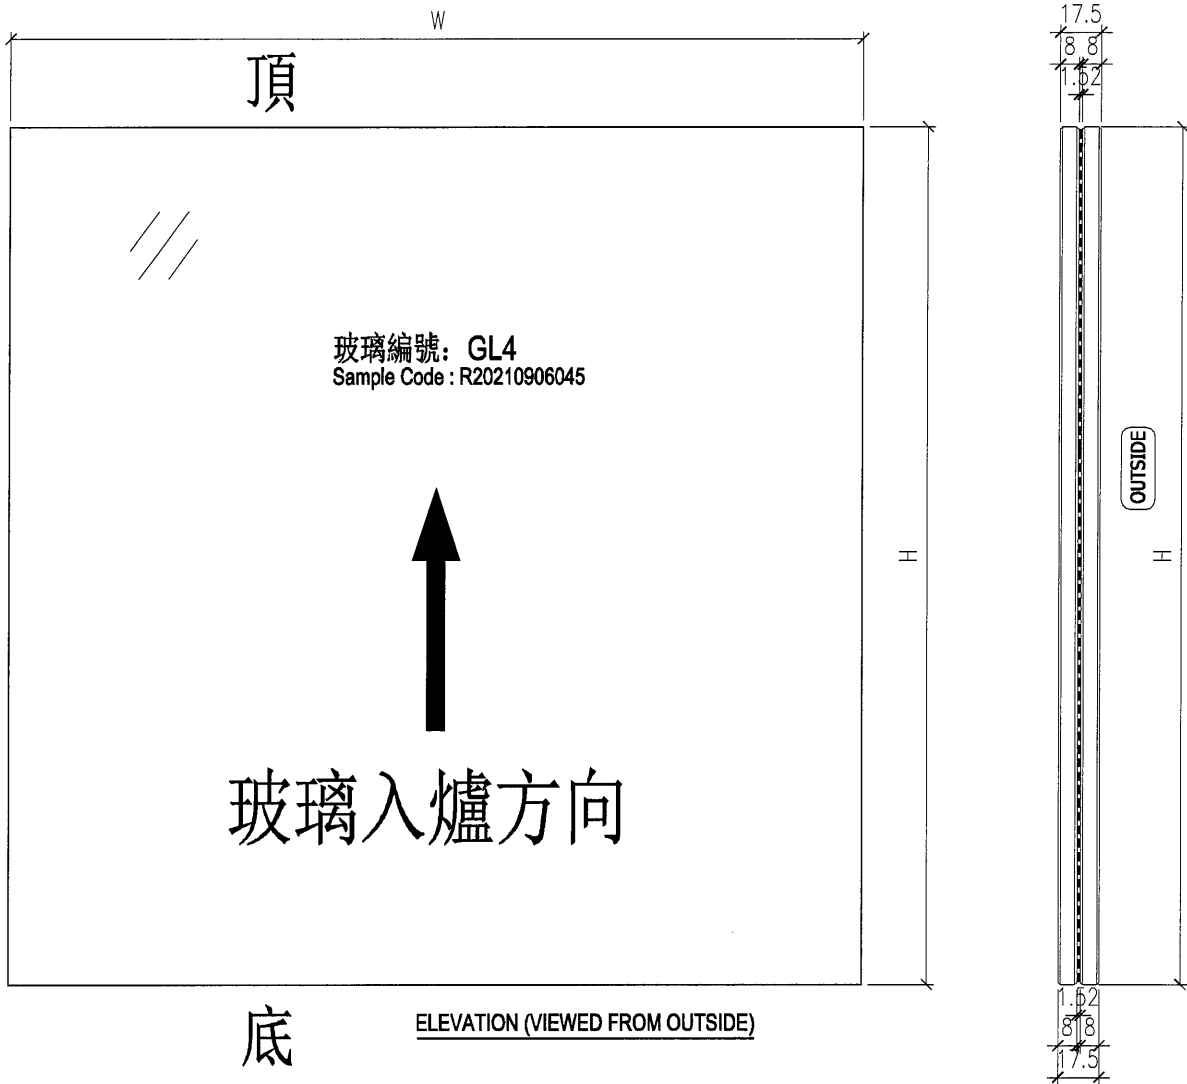 W
頂
17.5
8 8
1.52
玻璃編號：GL4
Sample Code : R20210906045
OUTSIDE
H
H
玻璃入爐方向
底
ELEVATION (VIEWED FROM OUTSIDE)
1.52
8 8
17.5